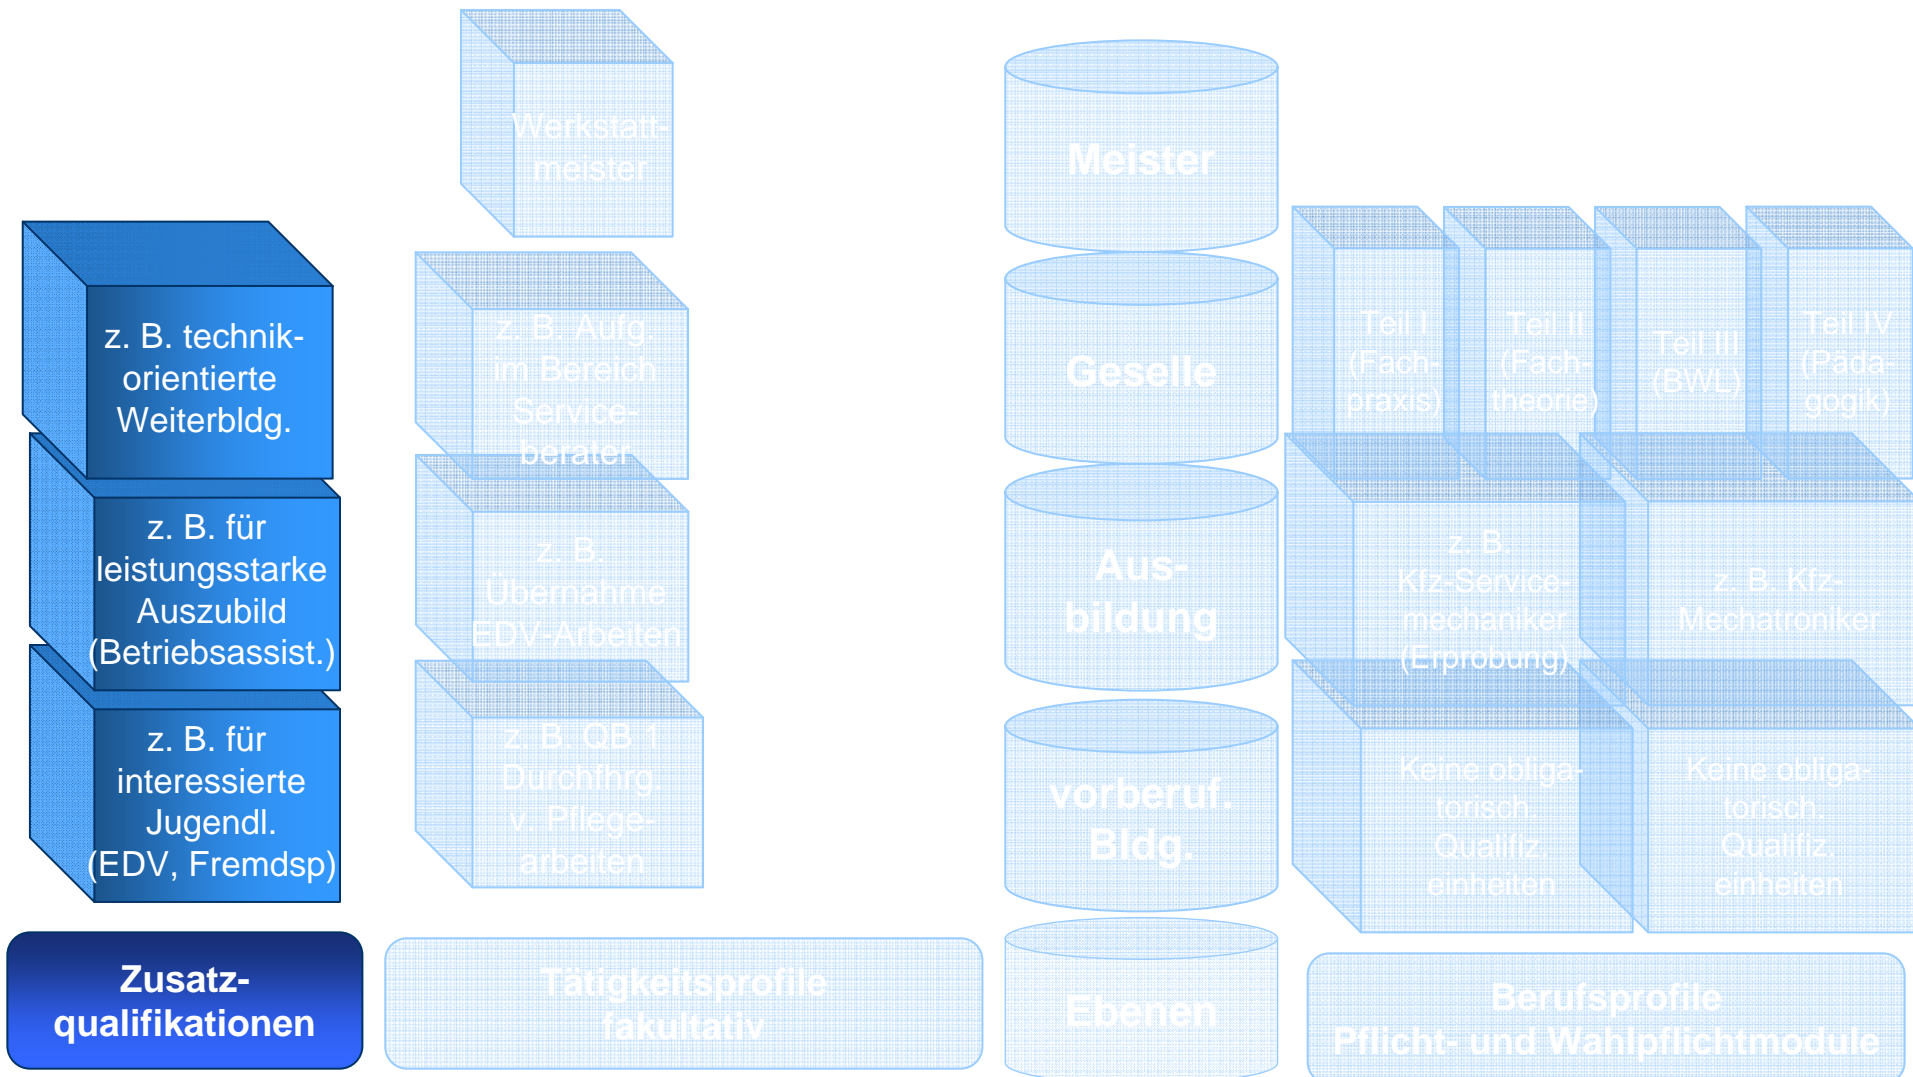 z. B. technik-
orientierte
Weiterbldg.
z. B. für
leistungsstarke
Auszubild
(Betriebsassist.)
z. B. für
interessierte
Jugendl.
(EDV, Fremdsp)
Zusatz-
qualifikationen
Werkstatt-
meister
z. B. Aufg.
im Bereich
Service-
berater
z. B.
Übernahme
EDV-Arbeiten
z. B. QB 1
Durchfhrg.
v. Pflege-
arbeiten
Tätigkeitsprofile
fakultativ
Meister
Geselle
Aus-
bildung
vorberuf.
Bldg.
Ebenen
Teil I
(Fach-
praxis)
Teil II
(Fach-
theorie)
Teil III
(BWL)
Teil IV
(Päda-
gogik)
z. B.
Kfz-Service-
mechaniker
(Erprobung)
z. B. Kfz-
Mechatroniker
Keine obliga-
torisch.
Qualifiz.
einheiten
Keine obliga-
torisch.
Qualifiz.
einheiten
Berufsprofile
Pflicht- und Wahlpflichtmodule